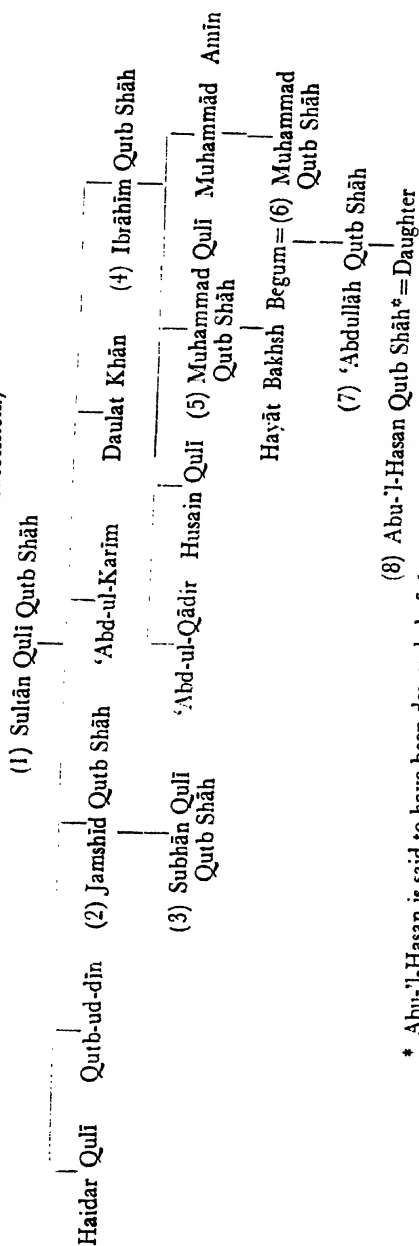 (1) Sultān Qulī Qutb Shāh
Haidar Qulī Qutb-ud-dīn (2) Jamshīd Qutb Shāh 'Abd-ul-Karīm Daulat Khān (4) Ibrāhīm Qutb Shāh
(3) Subhān Qulī
Qutb Shāh
'Abd-ul-Qādir Husain Qulī (5) Muhammad Qulī
Qutb Shāh
Muhammād Amīn
Hayāt Bakhsh Begum = (6) Muhammad
Qutb Shāh
(7) 'Abdullāh Qutb Shāh
(8) Abu-'l-Hasan Qutb Shāh* = Daughter
* Abu-'l-Hasan is said to have been